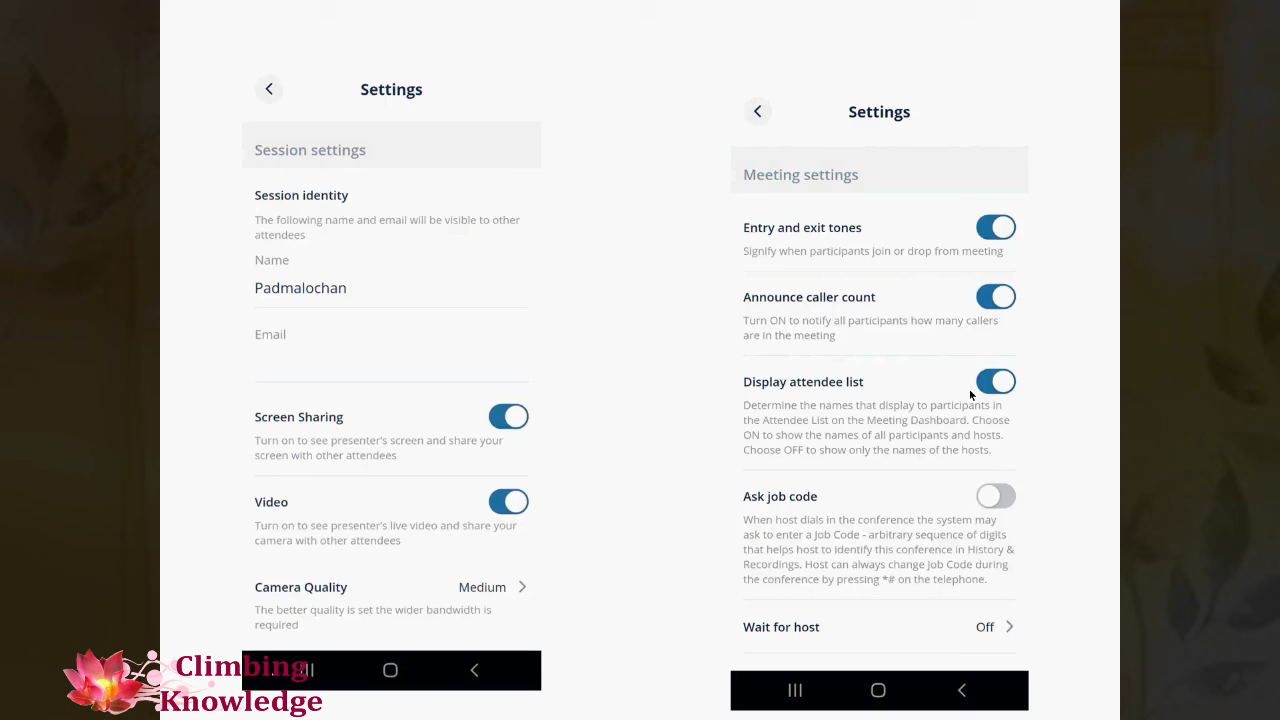 Settings
Session settings
Session identity
The following name and email will be visible to other
attendees
Name
Padmalochan
Email
Screen Sharing
Turn on to see presenter's screen and share your
screen with other attendees
Video
Turn on to see presenter's live video and share your
camera with other attendees
Camera Quality Medium
The better quality is set the wider bandwidth is
required
Settings
Meeting settings
Entry and exit tones
Signify when participants join or drop from meeting
Announce caller count
Turn ON to notify all participants how many callers
are in the meeting
Display attendee list
Determine the names that display to participants in
the Attendee List on the Meeting Dashboard. Choose
ON to show the names of all participants and hosts.
Choose OFF to show only the names of the hosts.
Ask job code
When host dials in the conference the system may
ask to enter a Job Code - arbitrary sequence of digits
that helps host to identify this conference in History &
Recordings. Host can always change Job Code during
the conference by pressing *# on the telephone.
Wait for host Off
Climbing
Knowledge